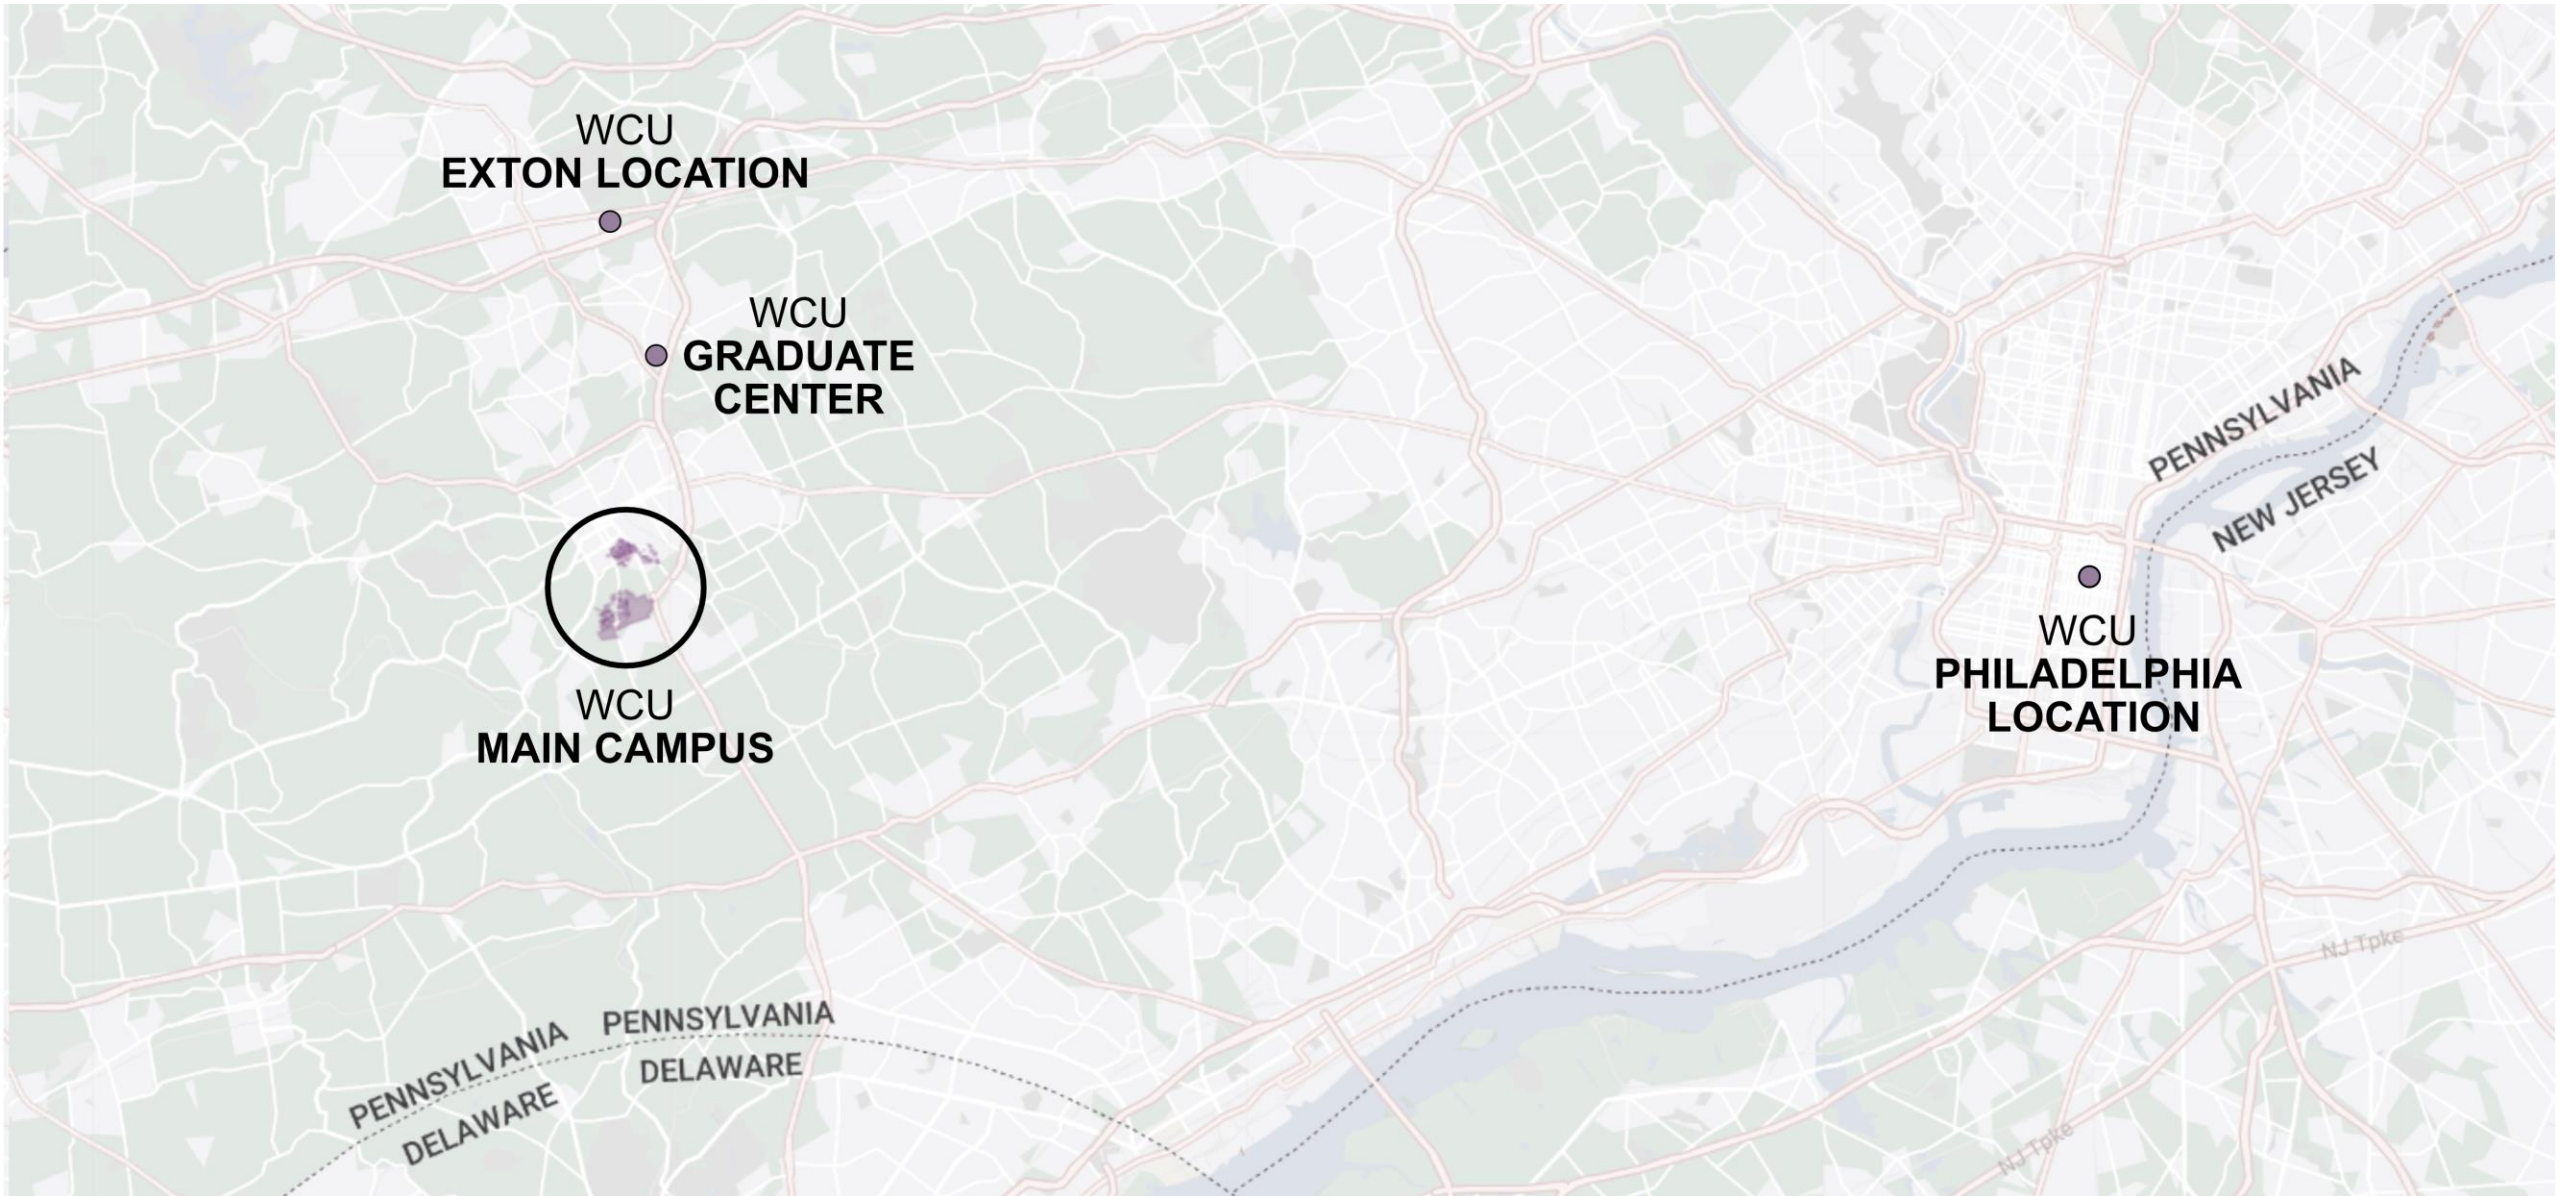 WCU
EXTON LOCATION
WCU
GRADUATE
CENTER
WCU
MAIN CAMPUS
PENNSYLVANIA
NEW JERSEY
WCU
PHILADELPHIA
LOCATION
NJ Tpke
PENNSYLVANIA
PENNSYLVANIA
DELAWARE
DELAWARE
NJ Tpke